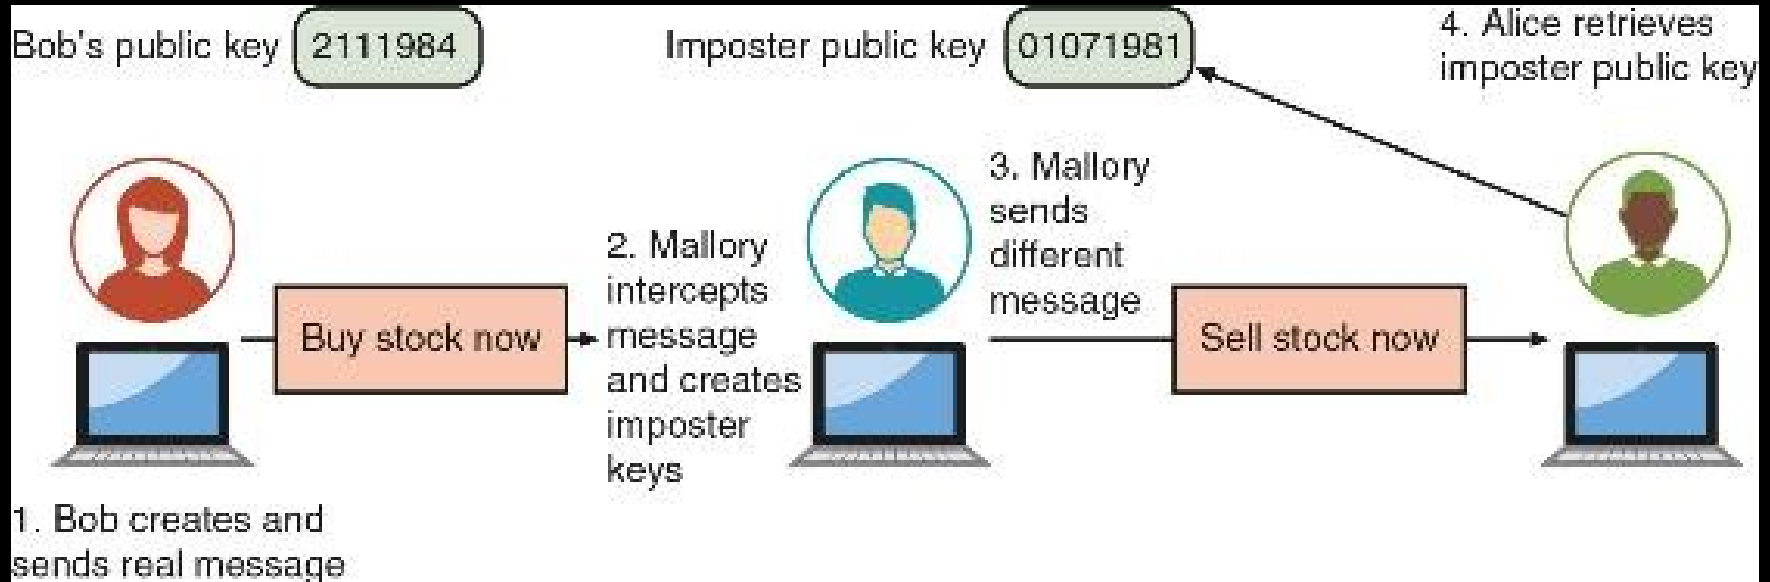 Bob's public key 2111984
Imposter public key 01071981
4. Alice retrieves
imposter public key
3. Mallory
sends
different
message
2. Mallory
intercepts
message
and creates
imposter
keys
Buy stock now
Sell stock now
1. Bob creates and
sends real message